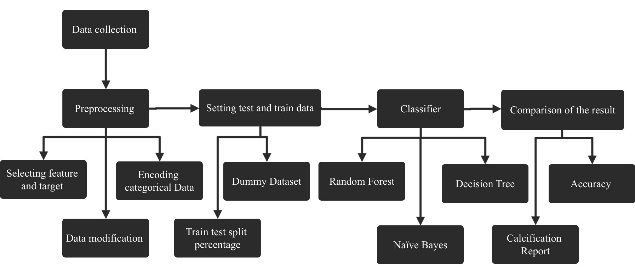 Data collection
Preprocessing
Setting test and train data
Classifier
Comparison of the result
Selecting feature
and target
Encoding
categorical Data
Dummy Dataset
Random Forest
Decision Tree
Accuracy
Data modification
Train test split
percentage
Naïve Bayes
Calcification
Report